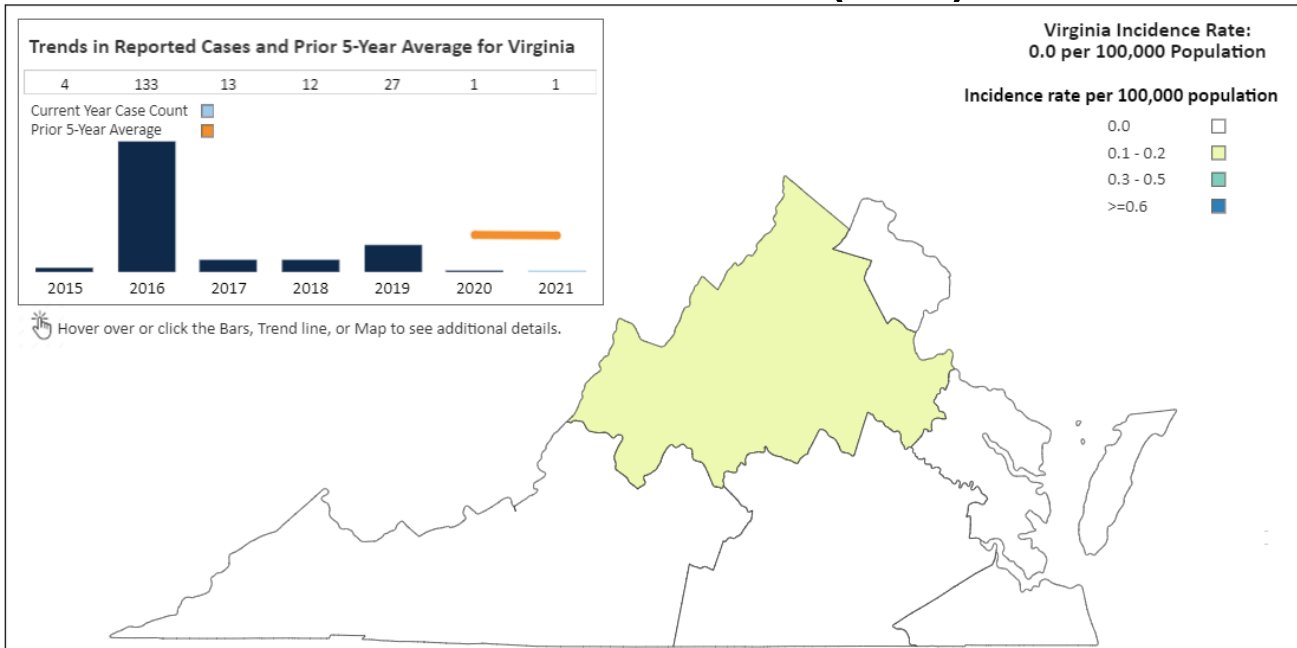 Trends in Reported Cases and Prior 5-Year Average for Virginia
4 133 13 12 27 1 1
Current Year Case Count
Prior 5-Year Average
2015 2016 2017 2018 2019 2020 2021
Hover over or click the Bars, Trend line, or Map to see additional details.
Virginia Incidence Rate:
0.0 per 100,000 Population
Incidence rate per 100,000 population
0.0
0.1 - 0.2
0.3 - 0.5
>=0.6